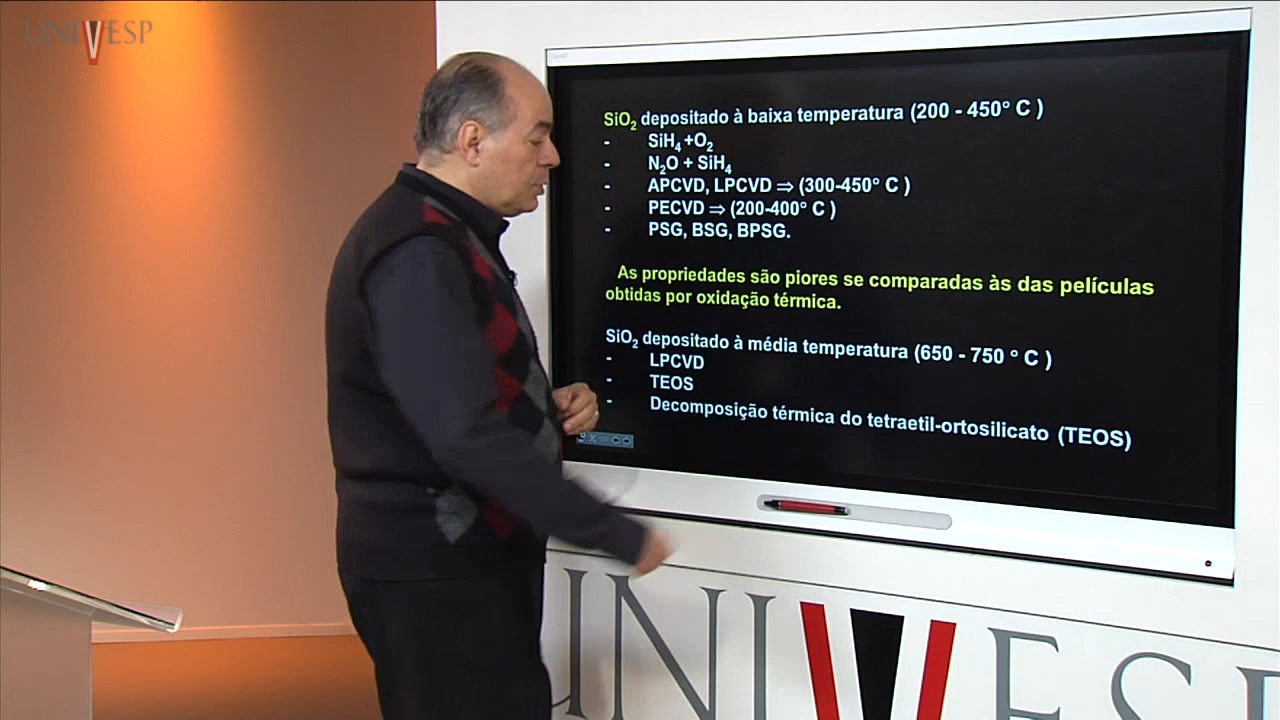 UNIVESP
SiO₂ depositado à baixa temperatura (200 - 450° C )
- SiH₄ +O₂
- N₂O + SiH₄
- APCVD, LPCVD ⇒ (300-450° C )
- PECVD ⇒ (200-400° C )
- PSG, BSG, BPSG.
As propriedades são piores se comparadas às das películas
obtidas por oxidação térmica.
SiO₂ depositado à média temperatura (650 - 750 ° C )
- LPCVD
- TEOS
- Decomposição térmica do tetraetil-ortosilicato (TEOS)
UNIVESP